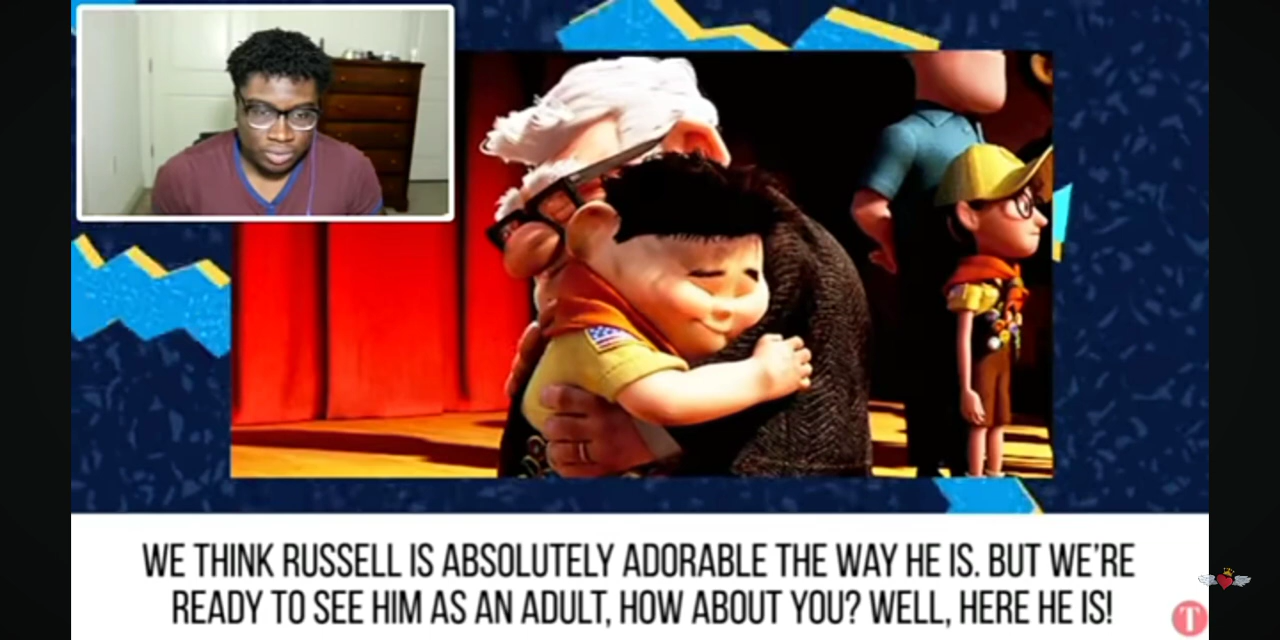 WE THINK RUSSELL IS ABSOLUTELY ADORABLE THE WAY HE IS. BUT WE'RE
READY TO SEE HIM AS AN ADULT, HOW ABOUT YOU? WELL, HERE HE IS!
T